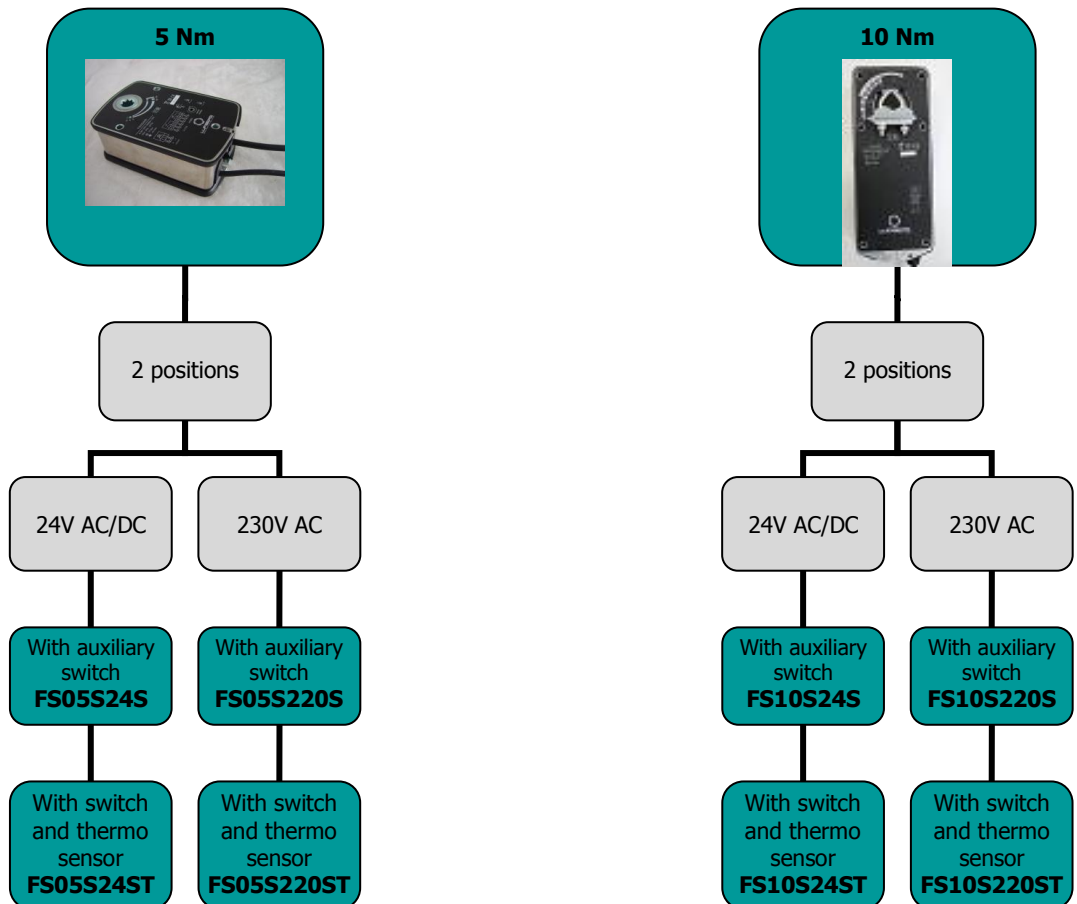 5 Nm
10 Nm
2 positions
2 positions
24V AC/DC
230V AC
24V AC/DC
230V AC
With auxiliary
switch
FS05S24S
With auxiliary
switch
FS05S220S
With auxiliary
switch
FS10S24S
With auxiliary
switch
FS10S220S
With switch
and thermo
sensor
FS05S24ST
With switch
and thermo
sensor
FS05S220ST
With switch
and thermo
sensor
FS10S24ST
With switch
and thermo
sensor
FS10S220ST